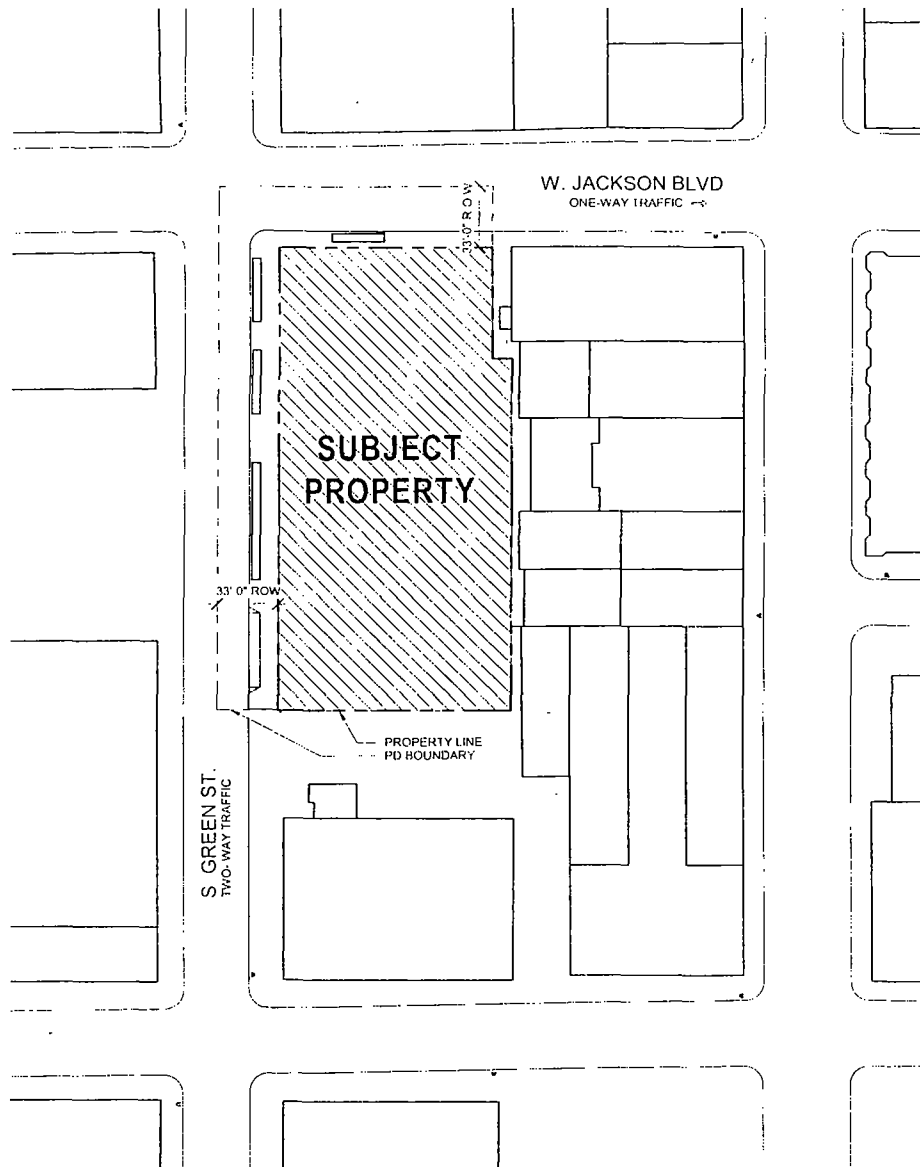 W. JACKSON BLVD
ONE-WAY TRAFFIC
33'-0" ROW
SUBJECT
PROPERTY
33' 0" ROW
PROPERTY LINE
PD BOUNDARY
S GREEN ST.
TWO-WAY TRAFFIC